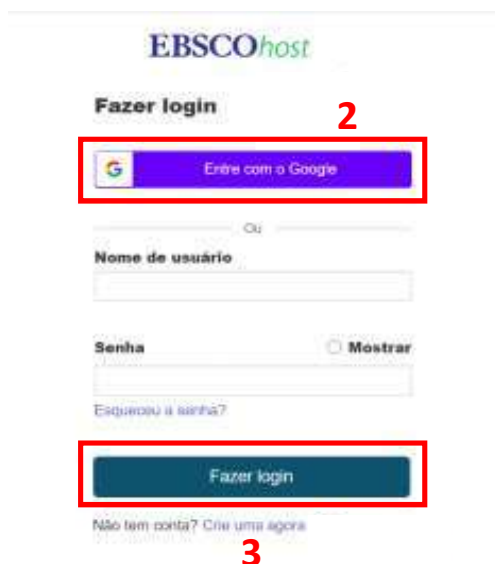 EBSCOhost
Fazer login
2
G Entre com o Google
Ou
Nome de usuário
Senha Mostrar
Esqueceu a senha?
Fazer login
Não tem conta? Crie uma agora
3